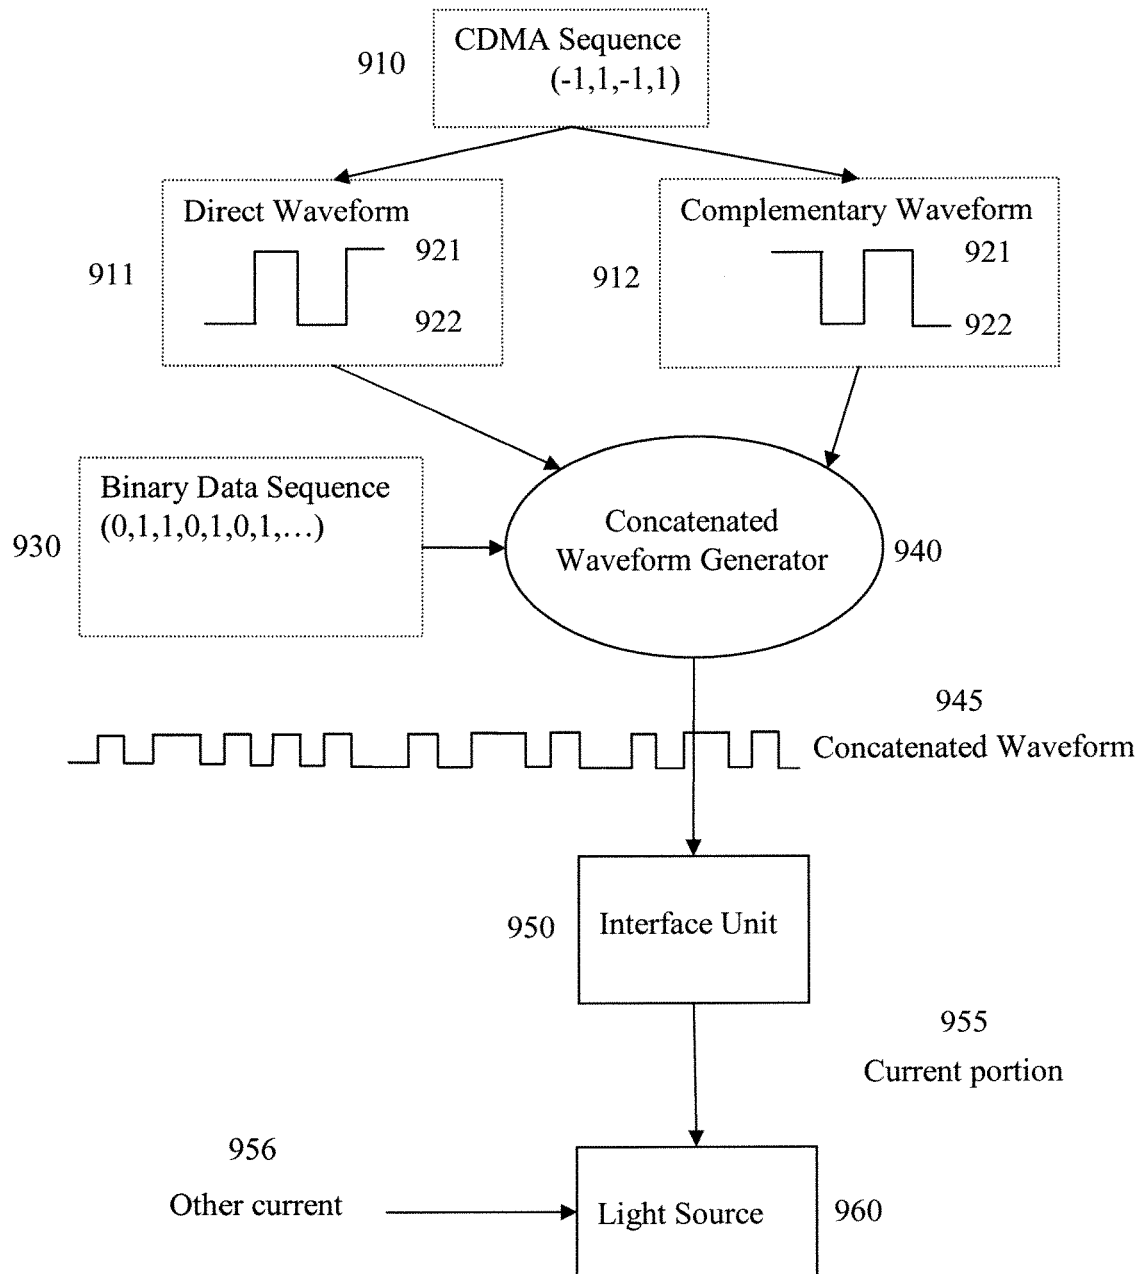 CDMA Sequence
910
(-1,1,-1,1)
Direct Waveform
921
911
922
Complementary Waveform
921
912
922
Binary Data Sequence
(0,1,1,0,1,0,1,…)
930
Concatenated
Waveform Generator
940
945
Concatenated Waveform
950
Interface Unit
955
Current portion
956
Other current
Light Source
960